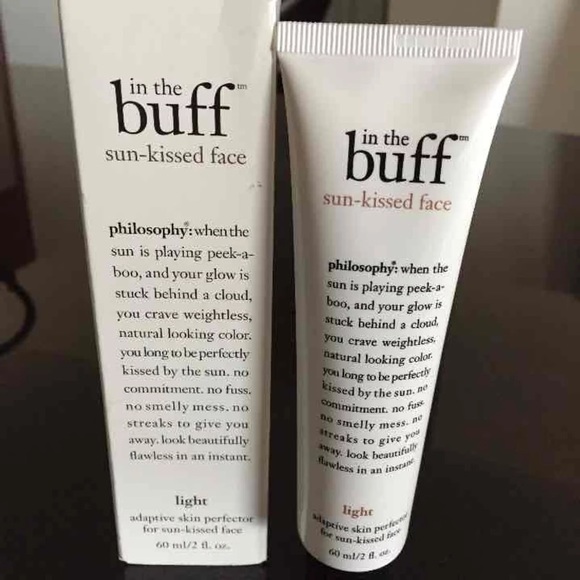 in the
buff™
sun-kissed face
philosophy®: when the
sun is playing peek-a-
boo, and your glow is
stuck behind a cloud,
you crave weightless,
natural looking color.
you long to be perfectly
kissed by the sun. no
commitment. no fuss.
no smelly mess. no
streaks to give you
away. look beautifully
flawless in an instant.
light
adaptive skin perfector
for sun-kissed face
60 ml/2 fl. oz.
in the
buff™
sun-kissed face
philosophy®: when the
sun is playing peek-a-
boo, and your glow is
stuck behind a cloud,
you crave weightless,
natural looking color.
you long to be perfectly
kissed by the sun. no
commitment. no fuss.
no smelly mess. no
streaks to give you
away. look beautifully
flawless in an instant.
light
adaptive skin perfector
for sun-kissed face
60 ml/2 fl. oz.